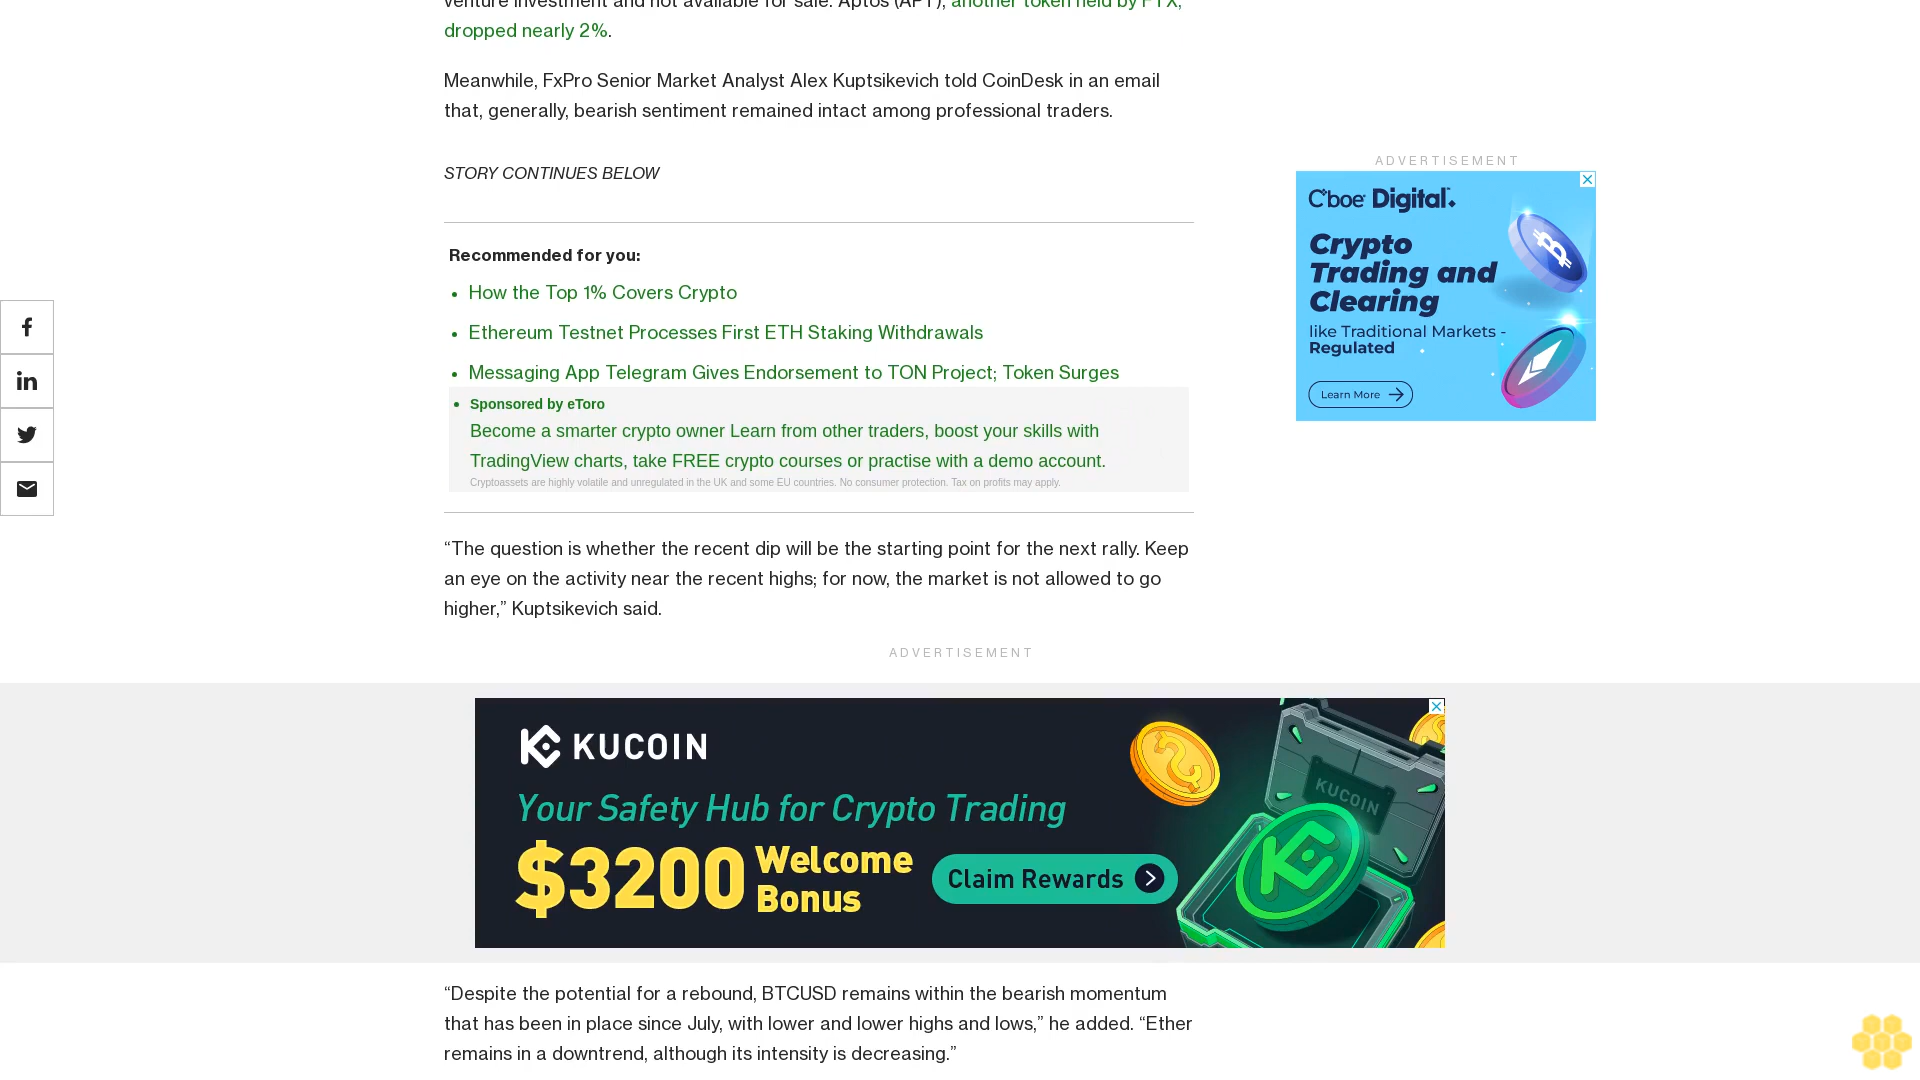 venture investment and not available for sale. Aptos (APT), another token held by FTX,
dropped nearly 2%.
Meanwhile, FxPro Senior Market Analyst Alex Kuptsikevich told CoinDesk in an email
that, generally, bearish sentiment remained intact among professional traders.
STORY CONTINUES BELOW
Recommended for you:
How the Top 1% Covers Crypto
Ethereum Testnet Processes First ETH Staking Withdrawals
Messaging App Telegram Gives Endorsement to TON Project; Token Surges
Sponsored by eToro
Become a smarter crypto owner Learn from other traders, boost your skills with
TradingView charts, take FREE crypto courses or practise with a demo account.
Cryptoassets are highly volatile and unregulated in the UK and some EU countries. No consumer protection. Tax on profits may apply.
“The question is whether the recent dip will be the starting point for the next rally. Keep
an eye on the activity near the recent highs; for now, the market is not allowed to go
higher,” Kuptsikevich said.
ADVERTISEMENT
KUCOIN
Your Safety Hub for Crypto Trading
$3200 Welcome
Bonus
Claim Rewards
KUCOIN
“Despite the potential for a rebound, BTCUSD remains within the bearish momentum
that has been in place since July, with lower and lower highs and lows,” he added. “Ether
remains in a downtrend, although its intensity is decreasing.”
ADVERTISEMENT
Cboe Digital
Crypto
Trading and
Clearing
like Traditional Markets -
Regulated
Learn More